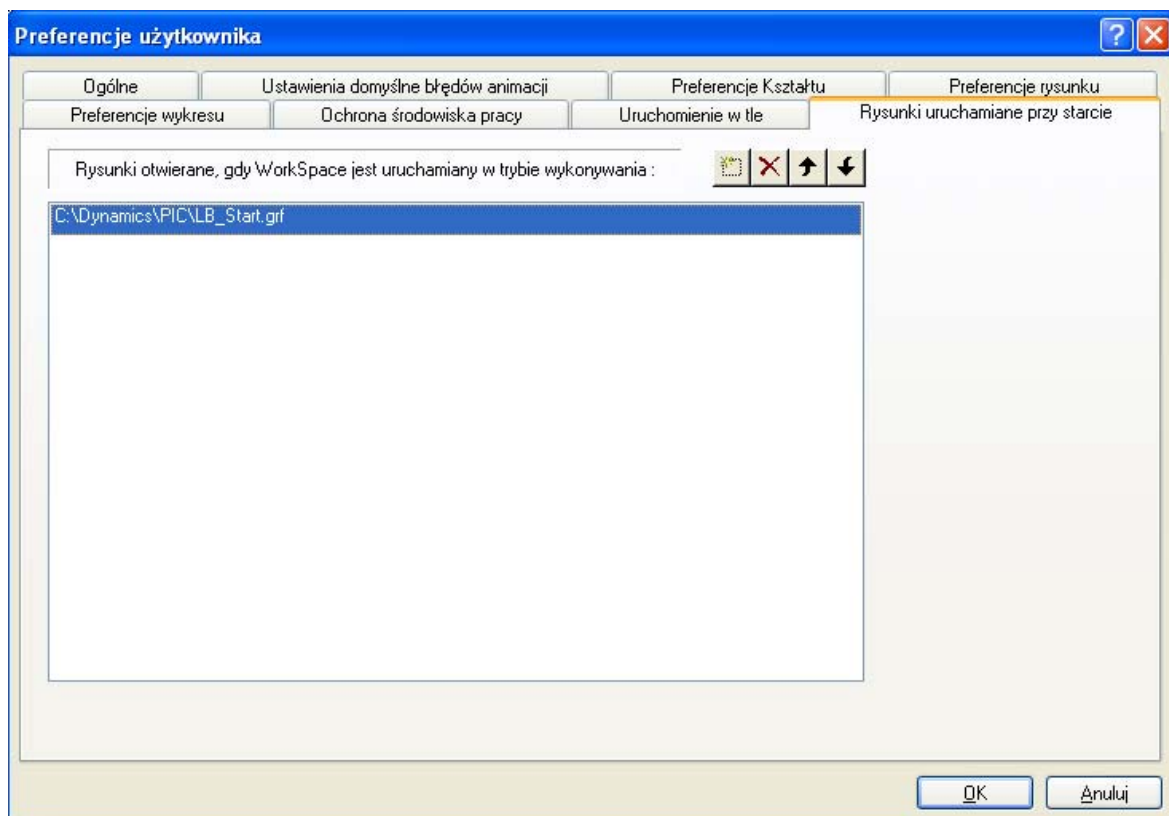 Preferencje użytkownika
Ogólne
Ustawienia domyślne błędów animacji
Preferencje Kształtu
Preferencje rysunku
Preferencje wykresu
Ochrona środowiska pracy
Uruchomienie w tle
Rysunki uruchamiane przy starcie
Rysunki otwierane, gdy WorkSpace jest uruchamiany w trybie wykonywania :
C:\Dynamics\PIC\LB_Start.grf
OK
Anuluj